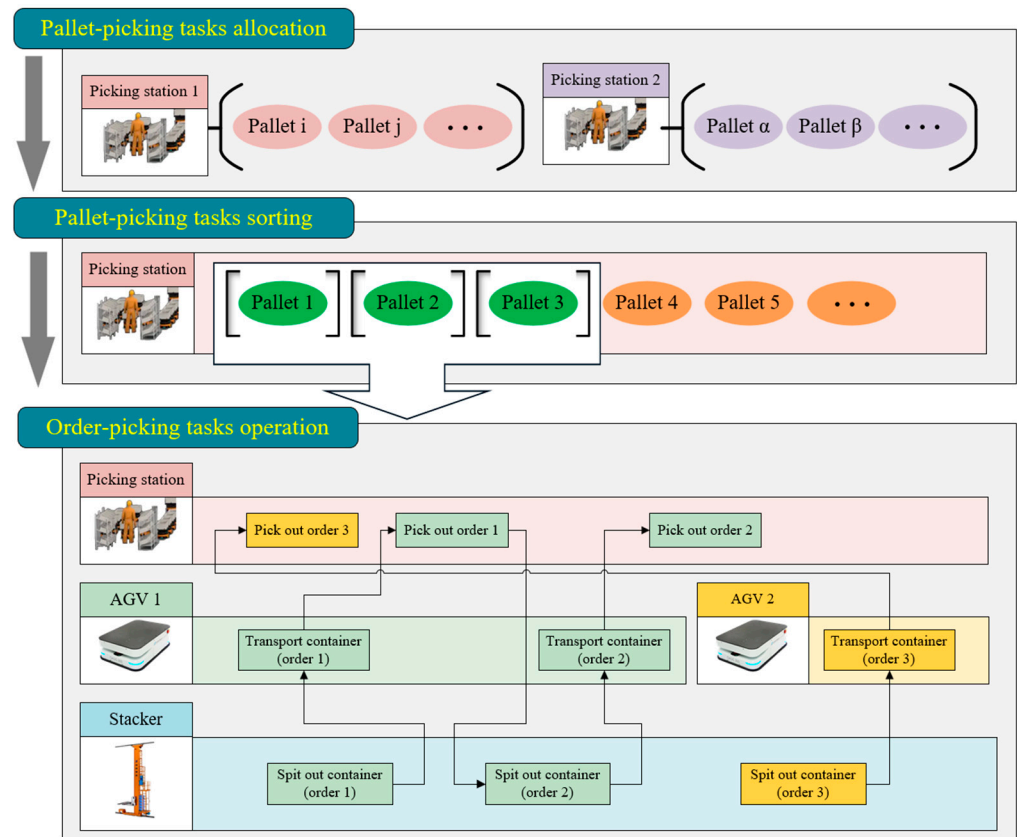 Pallet-picking tasks allocation
Picking station 1
Pallet i
Pallet j
• • •
Picking station 2
Pallet α
Pallet β
• • •
Pallet-picking tasks sorting
Picking station
Pallet 1
Pallet 2
Pallet 3
Pallet 4
Pallet 5
• • •
Order-picking tasks operation
Picking station
Pick out order 3
Pick out order 1
Pick out order 2
AGV 1
AGV 2
Transport container
(order 1)
Transport container
(order 2)
Transport container
(order 3)
Stacker
Spit out container
(order 1)
Spit out container
(order 2)
Spit out container
(order 3)